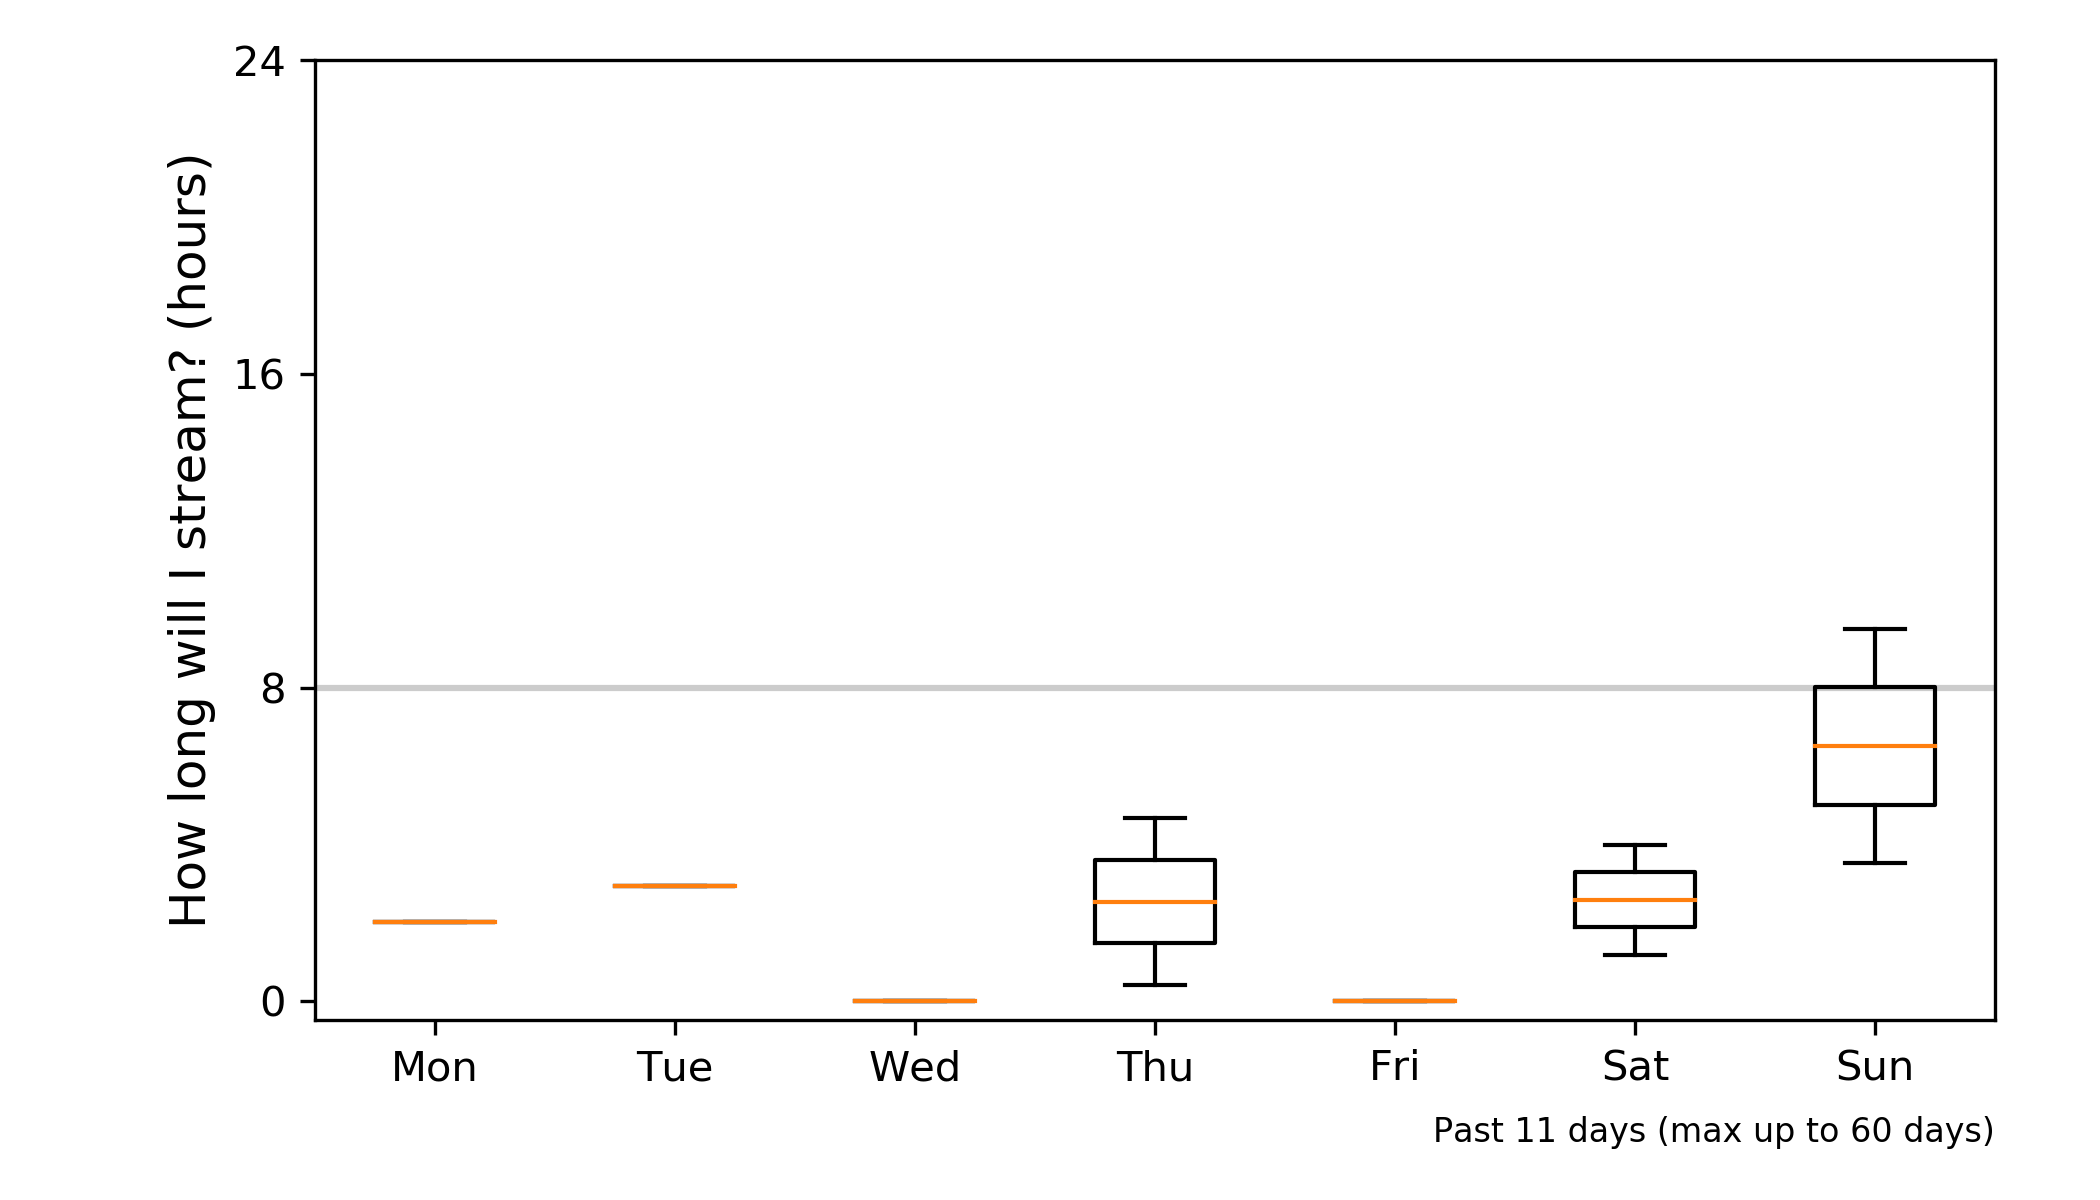 How long will I stream? (hours)
24
16
8
0
Mon Tue Wed Thu Fri Sat Sun
Past 11 days (max up to 60 days)